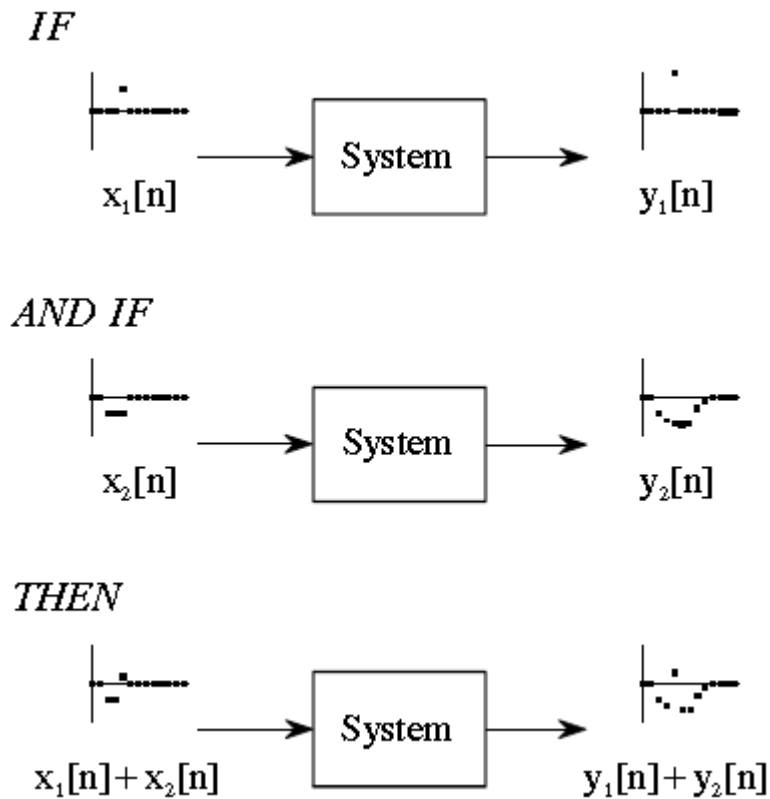 IF
System
x₁[n]
y₁[n]
AND IF
System
x₂[n]
y₂[n]
THEN
System
x₁[n]+x₂[n]
y₁[n]+y₂[n]